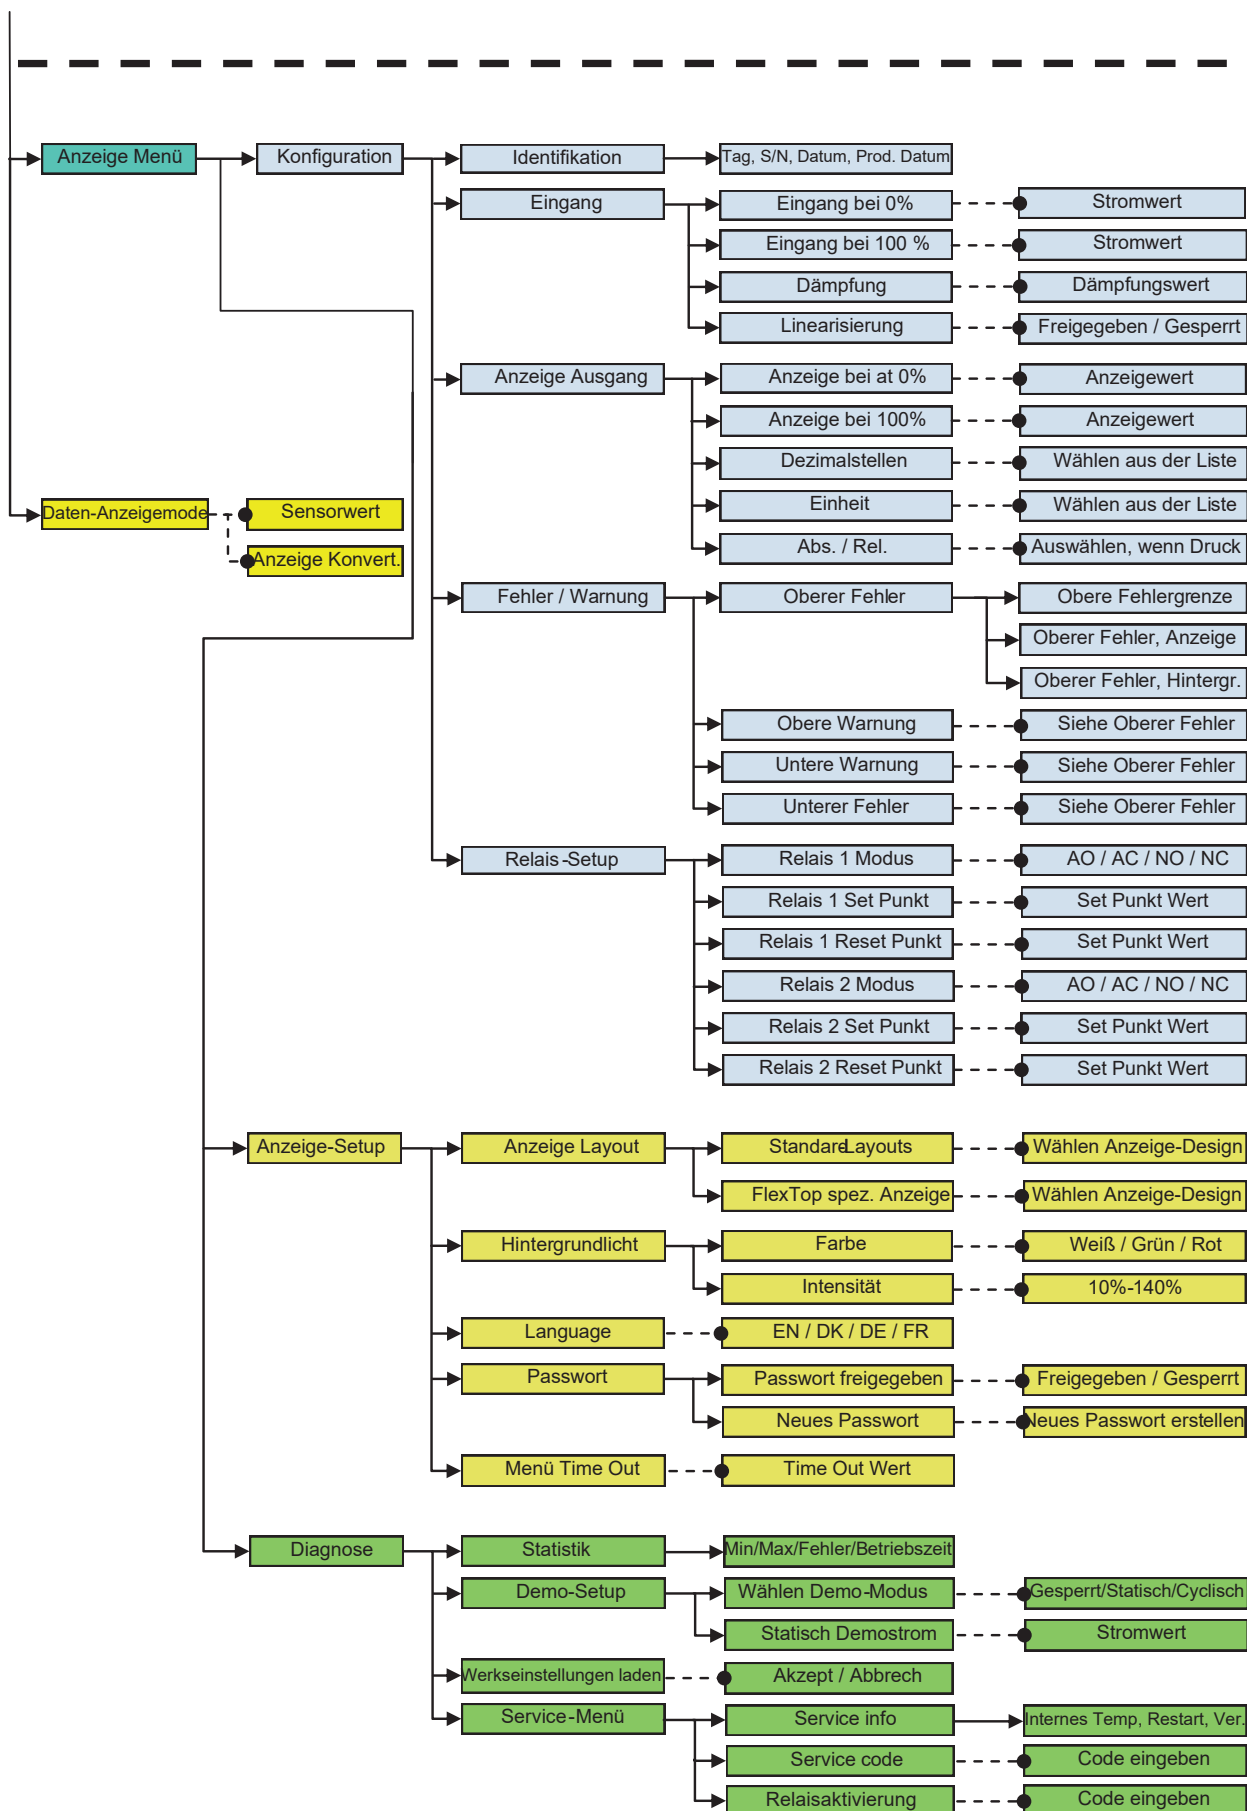 Anzeige Menü
Konfiguration
Identifikation
Tag, S/N, Datum, Prod. Datum
Eingang
Eingang bei 0%
Stromwert
Eingang bei 100 %
Stromwert
Dämpfung
Dämpfungswert
Linearisierung
Freigegeben / Gesperrt
Anzeige Ausgang
Anzeige bei at 0%
Anzeigewert
Anzeige bei 100%
Anzeigewert
Dezimalstellen
Wählen aus der Liste
Einheit
Wählen aus der Liste
Abs. / Rel.
Auswählen, wenn Druck
Daten-Anzeigemode
Sensorwert
Anzeige Konvert.
Fehler / Warnung
Oberer Fehler
Obere Fehlergrenze
Oberer Fehler, Anzeige
Oberer Fehler, Hintergr.
Obere Warnung
Siehe Oberer Fehler
Untere Warnung
Siehe Oberer Fehler
Unterer Fehler
Siehe Oberer Fehler
Relais-Setup
Relais 1 Modus
AO / AC / NO / NC
Relais 1 Set Punkt
Set Punkt Wert
Relais 1 Reset Punkt
Set Punkt Wert
Relais 2 Modus
AO / AC / NO / NC
Relais 2 Set Punkt
Set Punkt Wert
Relais 2 Reset Punkt
Set Punkt Wert
Anzeige-Setup
Anzeige Layout
Standard-Layouts
Wählen Anzeige-Design
FlexTop spez. Anzeige
Wählen Anzeige-Design
Hintergrundlicht
Farbe
Weiß / Grün / Rot
Intensität
10%-140%
Language
EN / DK / DE / FR
Passwort
Passwort freigegeben
Freigegeben / Gesperrt
Neues Passwort
Neues Passwort erstellen
Menü Time Out
Time Out Wert
Diagnose
Statistik
Min/Max/Fehler/Betriebszeit
Demo-Setup
Wählen Demo-Modus
Gesperrt/Statisch/Cyclisch
Statisch Demostrom
Stromwert
Werkseinstellungen laden
Akzept / Abbrech
Service-Menü
Service info
Internes Temp, Restart, Ver.
Service code
Code eingeben
Relaisaktivierung
Code eingeben